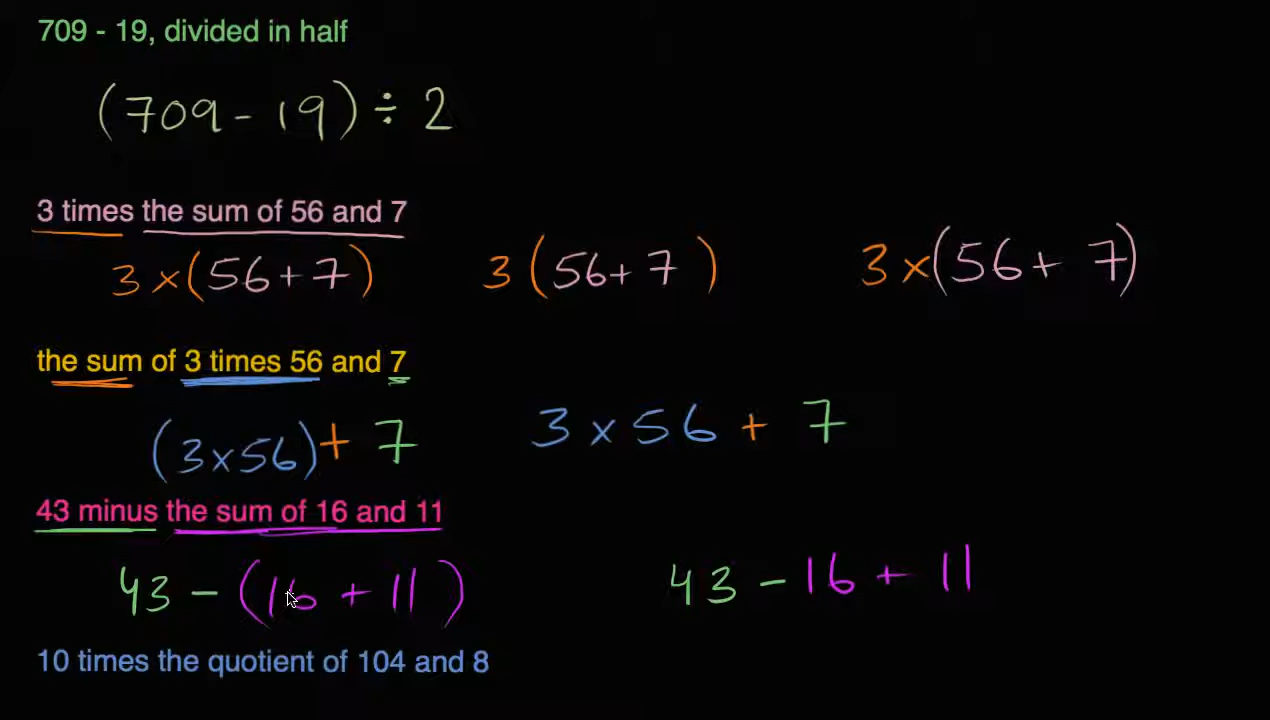 709 - 19, divided in half
(709 - 19) ÷ 2
3 times the sum of 56 and 7
3 × (56 + 7) 3 (56 + 7) 3 × (56 + 7)
the sum of 3 times 56 and 7
(3 × 56) + 7 3 × 56 + 7
43 minus the sum of 16 and 11
43 - (16 + 11) 43 - 16 + 11
10 times the quotient of 104 and 8